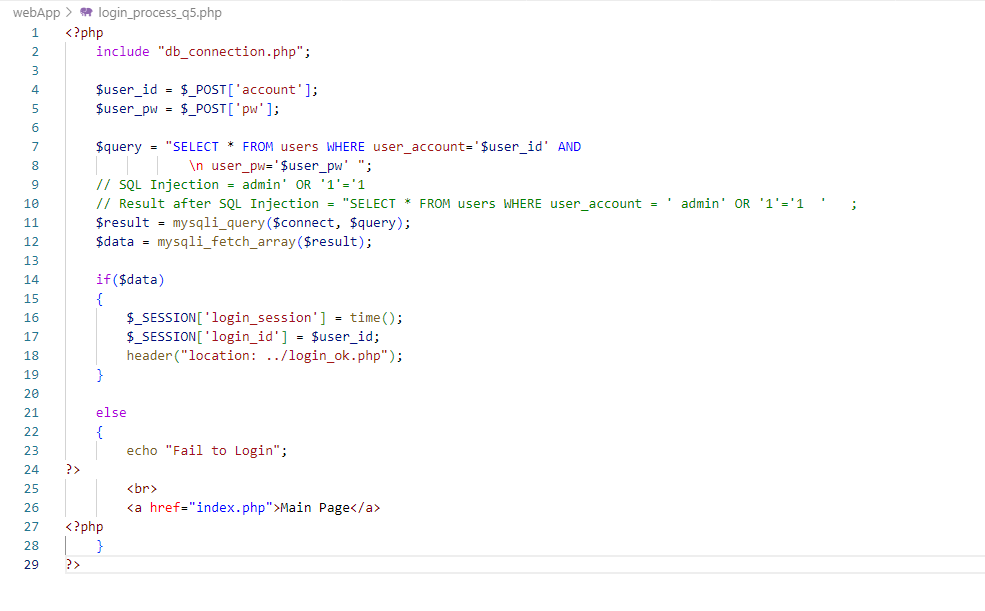 webApp > login_process_q5.php
1 <?php
2 include "db_connection.php";
3
4 $user_id = $_POST['account'];
5 $user_pw = $_POST['pw'];
6
7 $query = "SELECT * FROM users WHERE user_account='$user_id' AND
8 \n user_pw='$user_pw' ";
9 // SQL Injection = admin' OR '1'='1
10 // Result after SQL Injection = "SELECT * FROM users WHERE user_account = ' admin' OR '1'='1  '   ;
11 $result = mysqli_query($connect, $query);
12 $data = mysqli_fetch_array($result);
13
14 if($data)
15 {
16 $_SESSION['login_session'] = time();
17 $_SESSION['login_id'] = $user_id;
18 header("location: ../login_ok.php");
19 }
20
21 else
22 {
23 echo "Fail to Login";
24 ?>
25 <br>
26 <a href="index.php">Main Page</a>
27 <?php
28 }
29 ?>